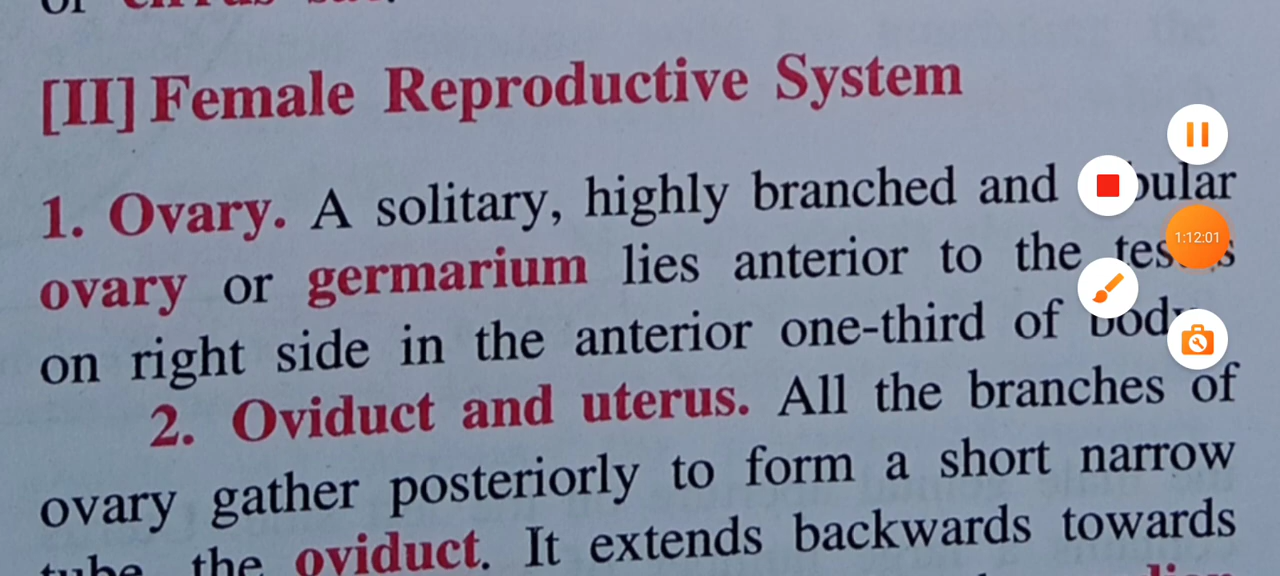 [II] Female Reproductive System
1. Ovary. A solitary, highly branched and
ovary or germarium lies anterior to the
on right side in the anterior one-third of body
2. Oviduct and uterus. All the branches of
ovary gather posteriorly to form a short narrow
tube, the oviduct. It extends backwards towards
1:12:01